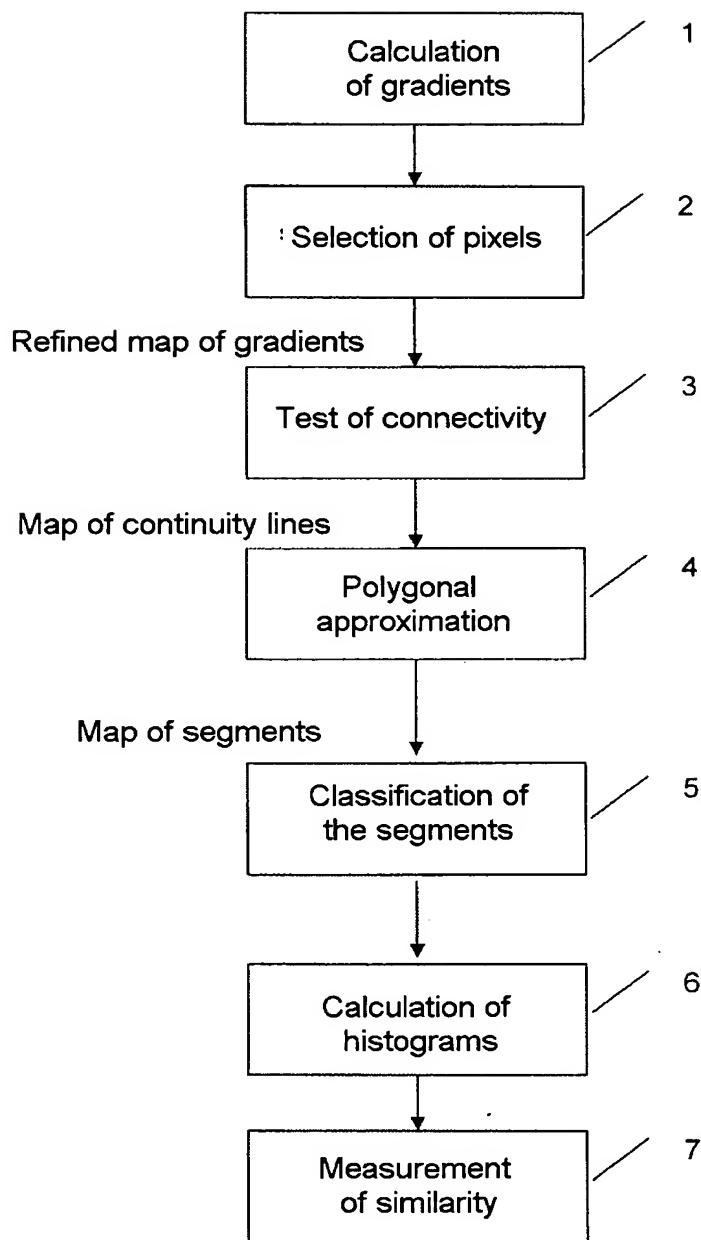 1
Calculation
of gradients
2
Selection of pixels
Refined map of gradients
3
Test of connectivity
Map of continuity lines
4
Polygonal
approximation
Map of segments
5
Classification of
the segments
6
Calculation of
histograms
7
Measurement
of similarity